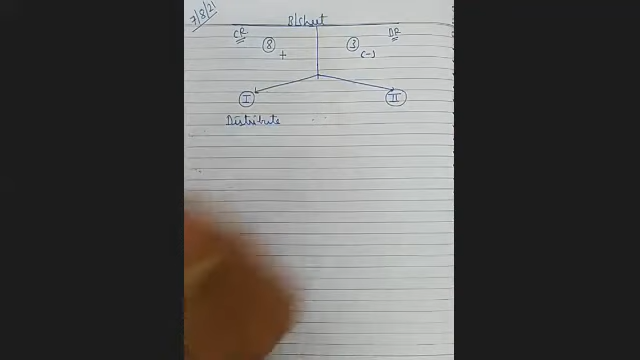 7/8/21
B/Sheet
CR DR
8 3
+ (-)
I II
Distribute